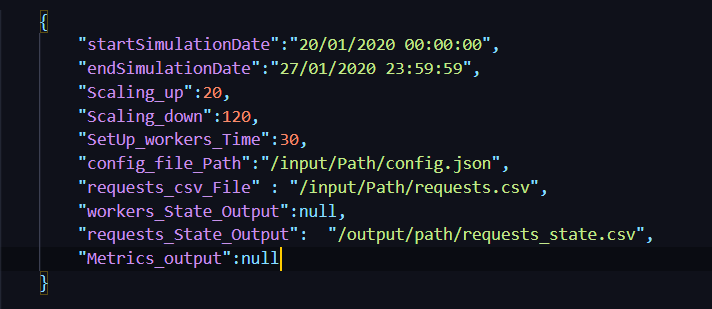 {
"startSimulationDate":"20/01/2020 00:00:00",
"endSimulationDate":"27/01/2020 23:59:59",
"Scaling_up":20,
"Scaling_down":120,
"SetUp_workers_Time":30,
"config_file_Path":"/input/Path/config.json",
"requests_csv_File" : "/input/Path/requests.csv",
"workers_State_Output":null,
"requests_State_Output":  "/output/path/requests_state.csv",
"Metrics_output":null
}